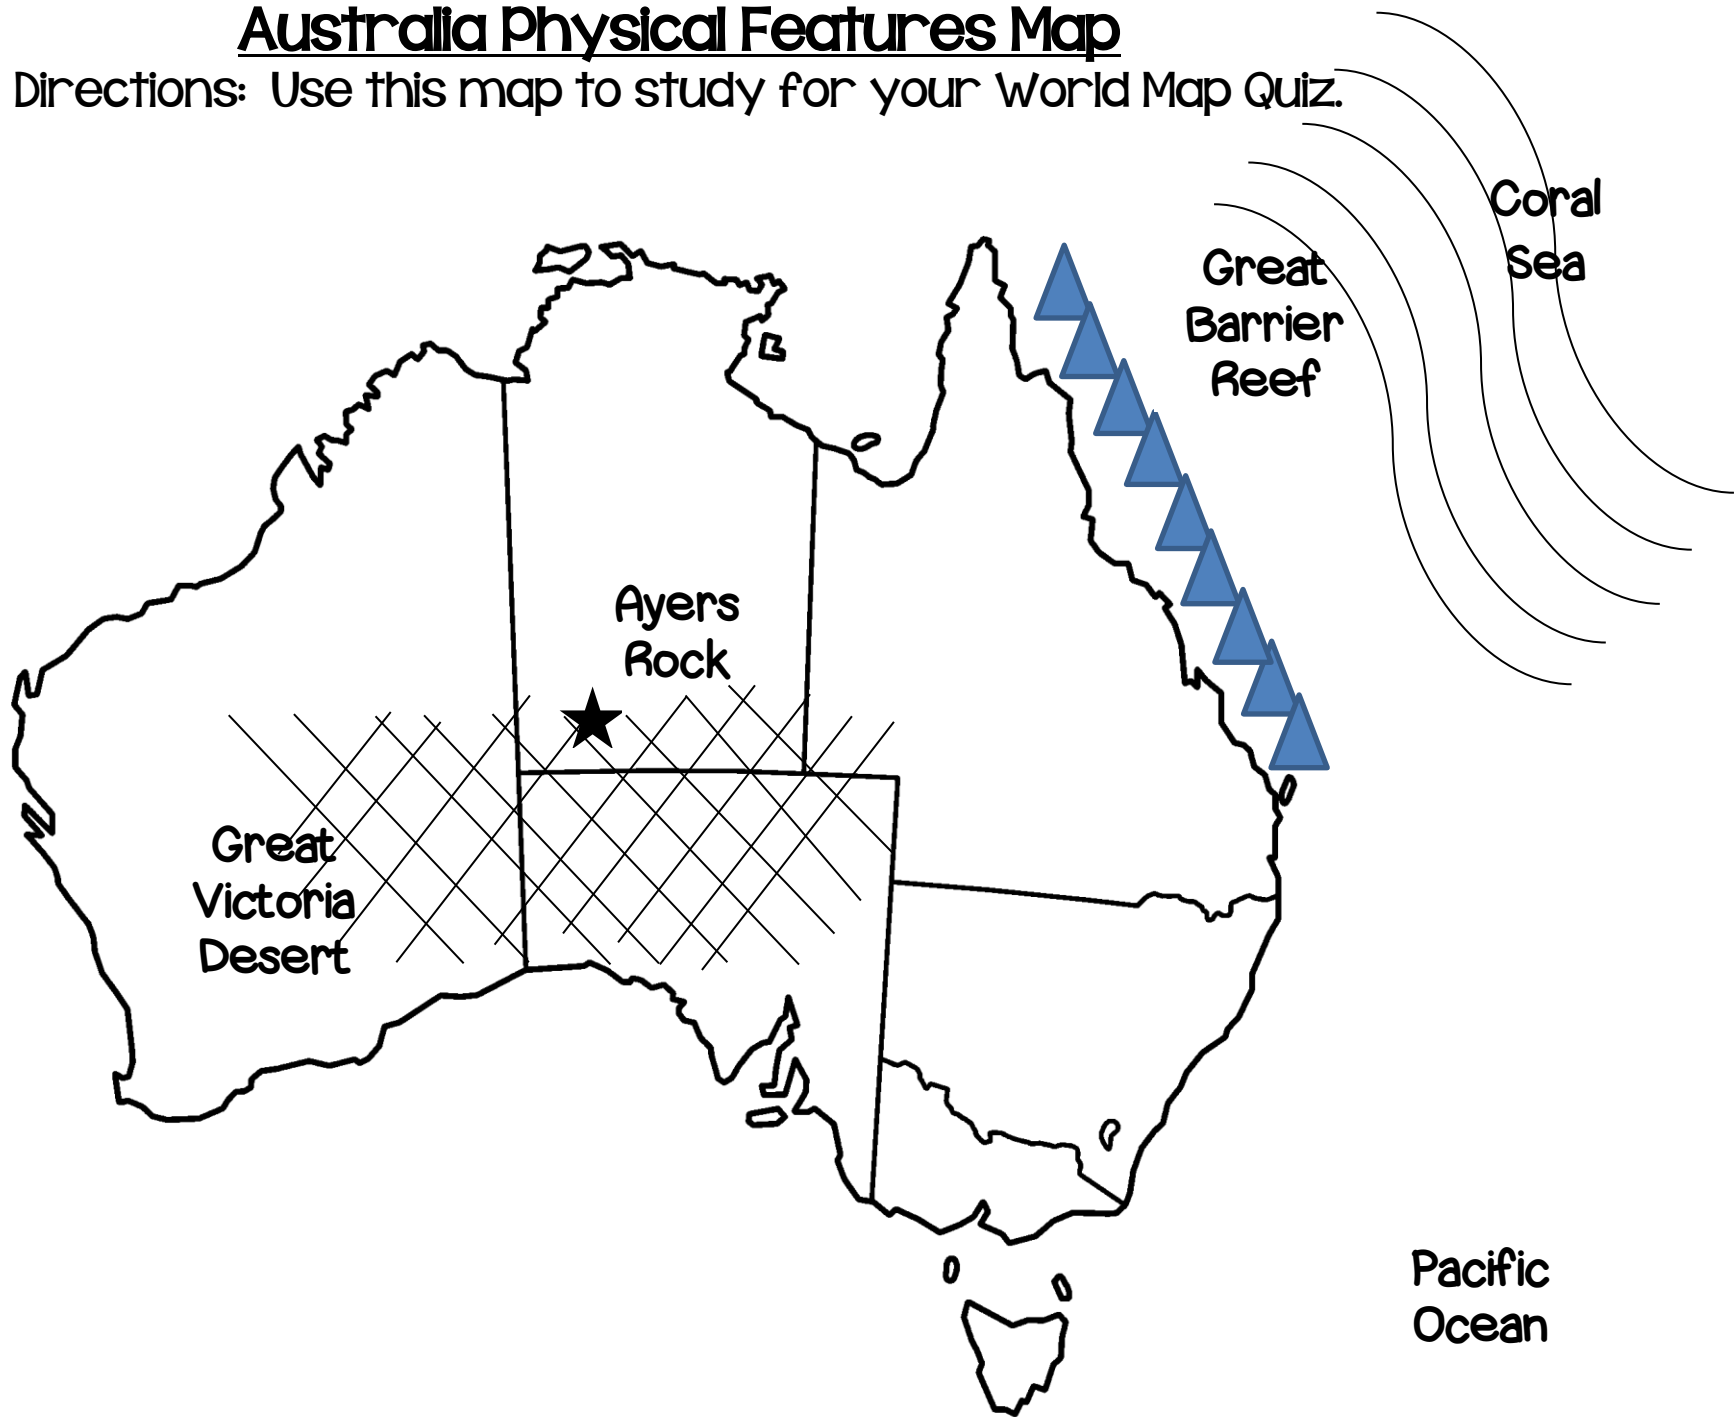 Australia Physical Features Map
Directions: Use this map to study for your World Map Quiz.
Coral
Sea
Great
Barrier
Reef
Ayers
Rock
Great
Victoria
Desert
Pacific
Ocean